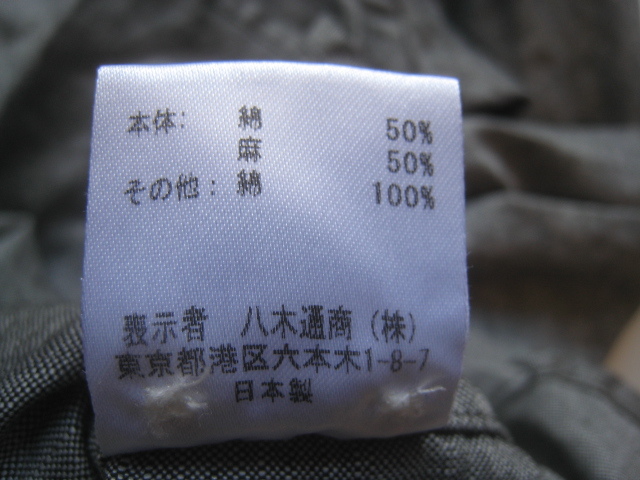 本体: 綿 50%
麻 50%
その他: 綿 100%
表示者 八木通商(株)
東京都港区六本木1-8-7
日本製